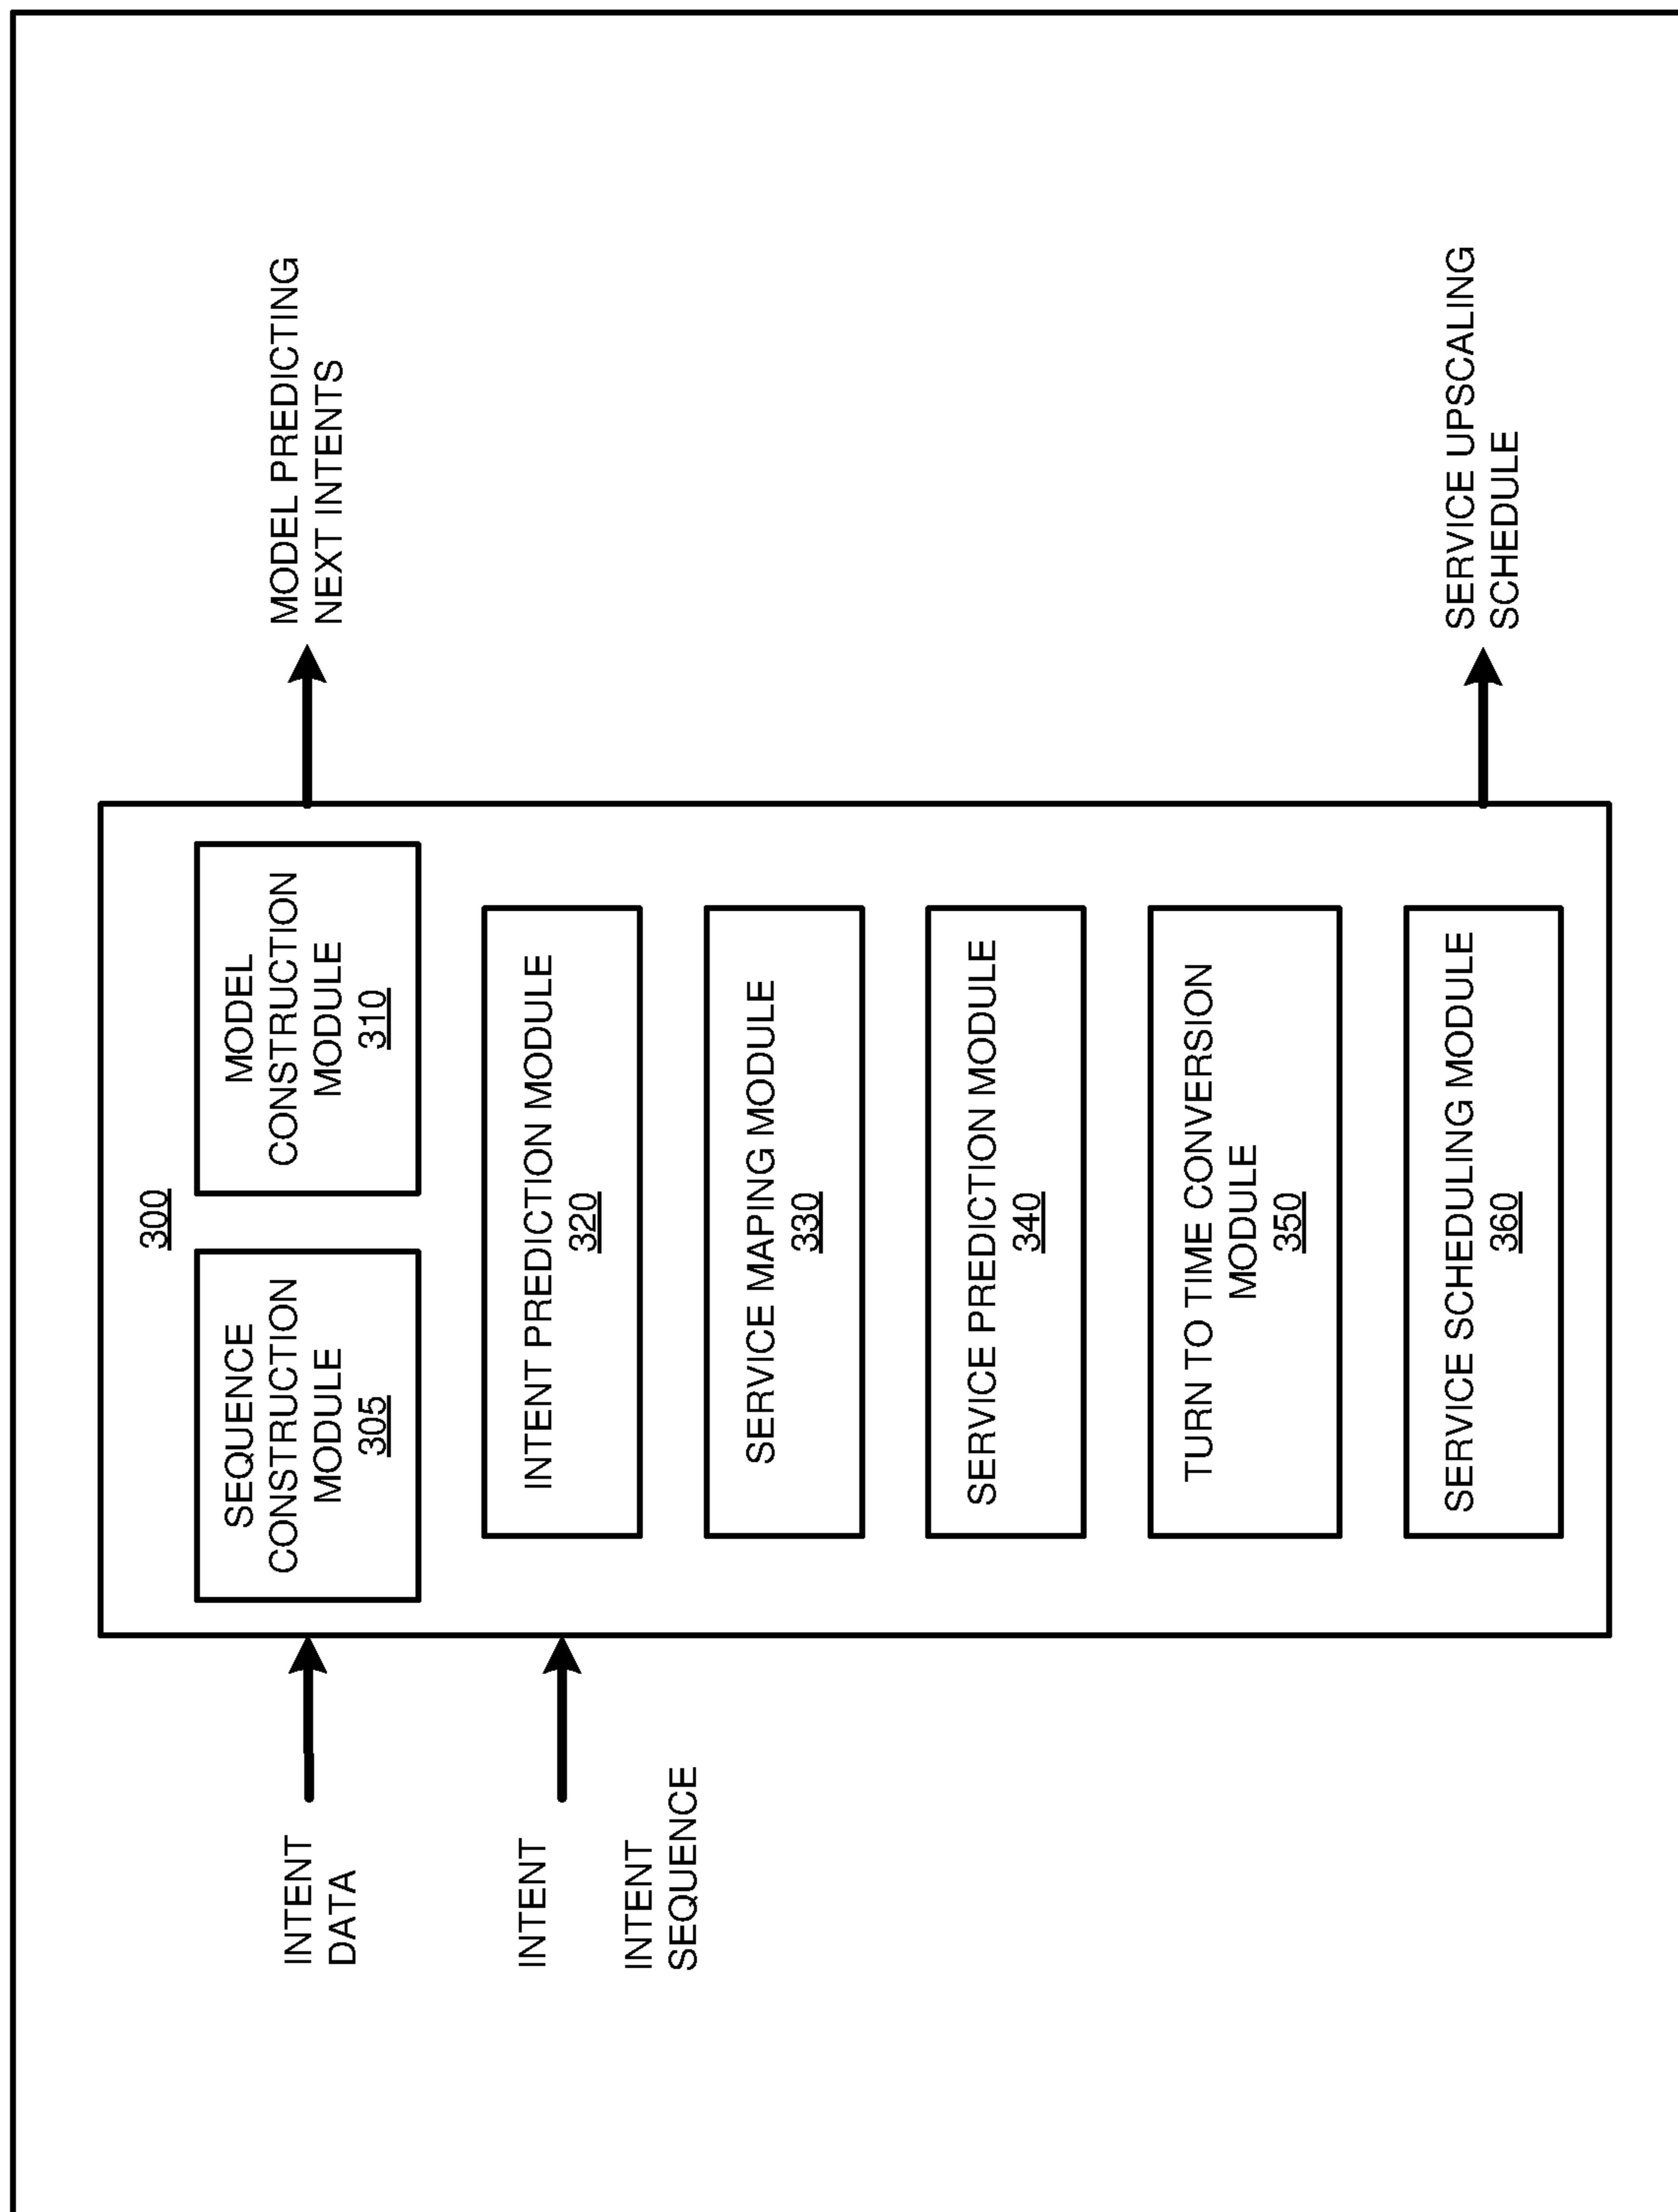 300
INTENT
DATA
SEQUENCE
CONSTRUCTION
MODULE
305
MODEL
CONSTRUCTION
MODULE
310
MODEL PREDICTING
NEXT INTENTS
INTENT
INTENT
SEQUENCE
INTENT PREDICTION MODULE
320
SERVICE MAPING MODULE
330
SERVICE PREDICTION MODULE
340
TURN TO TIME CONVERSION
MODULE
350
SERVICE SCHEDULING MODULE
360
SERVICE UPSCALING
SCHEDULE